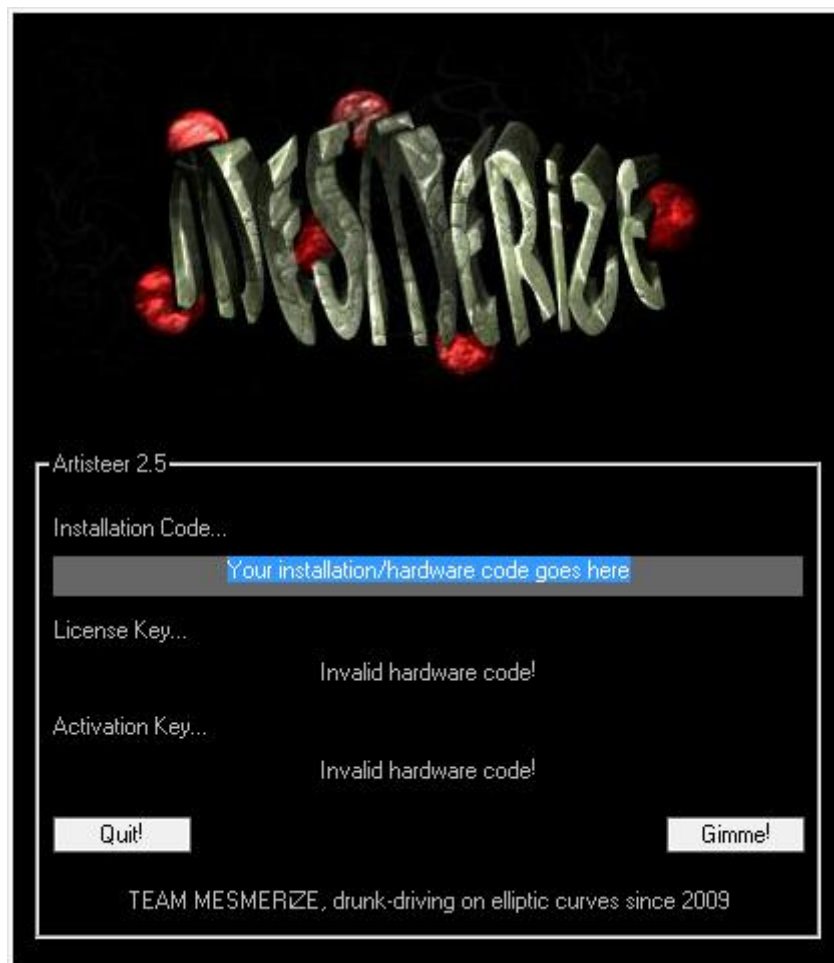 MESMERiZE
Artisteer 2.5
Installation Code...
Your installation/hardware code goes here
License Key...
Invalid hardware code!
Activation Key...
Invalid hardware code!
Quit! Gimme!
TEAM MESMERiZE, drunk-driving on elliptic curves since 2009